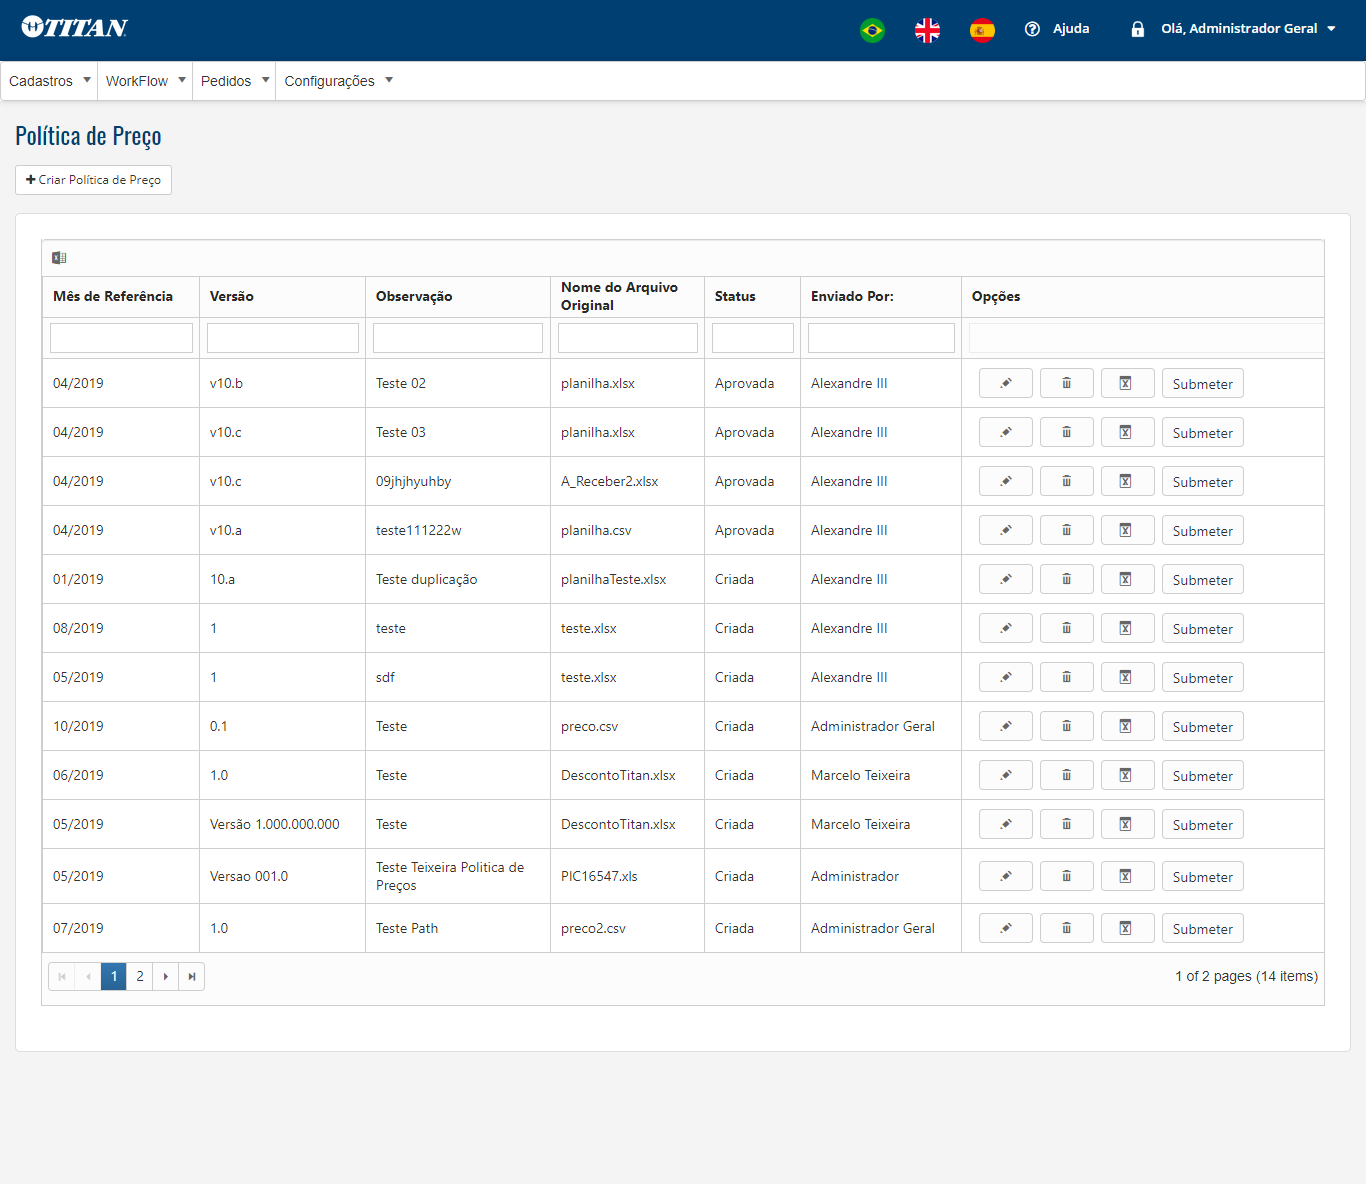 TITAN
Ajuda
Olá, Administrador Geral
Cadastros WorkFlow Pedidos Configurações
Política de Preço
Criar Política de Preço
Mês de Referência Versão Observação Nome do Arquivo Original Status Enviado Por: Opções
04/2019 v10.b Teste 02 planilha.xlsx Aprovada Alexandre III Submeter
04/2019 v10.c Teste 03 planilha.xlsx Aprovada Alexandre III Submeter
04/2019 v10.c 09jhjhyuhby A_Receber2.xlsx Aprovada Alexandre III Submeter
04/2019 v10.a teste111222w planilha.csv Aprovada Alexandre III Submeter
01/2019 10.a Teste duplicação planilhaTeste.xlsx Criada Alexandre III Submeter
08/2019 1 teste teste.xlsx Criada Alexandre III Submeter
05/2019 1 sdf teste.xlsx Criada Alexandre III Submeter
10/2019 0.1 Teste preco.csv Criada Administrador Geral Submeter
06/2019 1.0 Teste DescontoTitan.xlsx Criada Marcelo Teixeira Submeter
05/2019 Versão 1.000.000.000 Teste DescontoTitan.xlsx Criada Marcelo Teixeira Submeter
05/2019 Versao 001.0 Teste Teixeira Politica de Preços PIC16547.xls Criada Administrador Submeter
07/2019 1.0 Teste Path preco2.csv Criada Administrador Geral Submeter
1 2
1 of 2 pages (14 items)